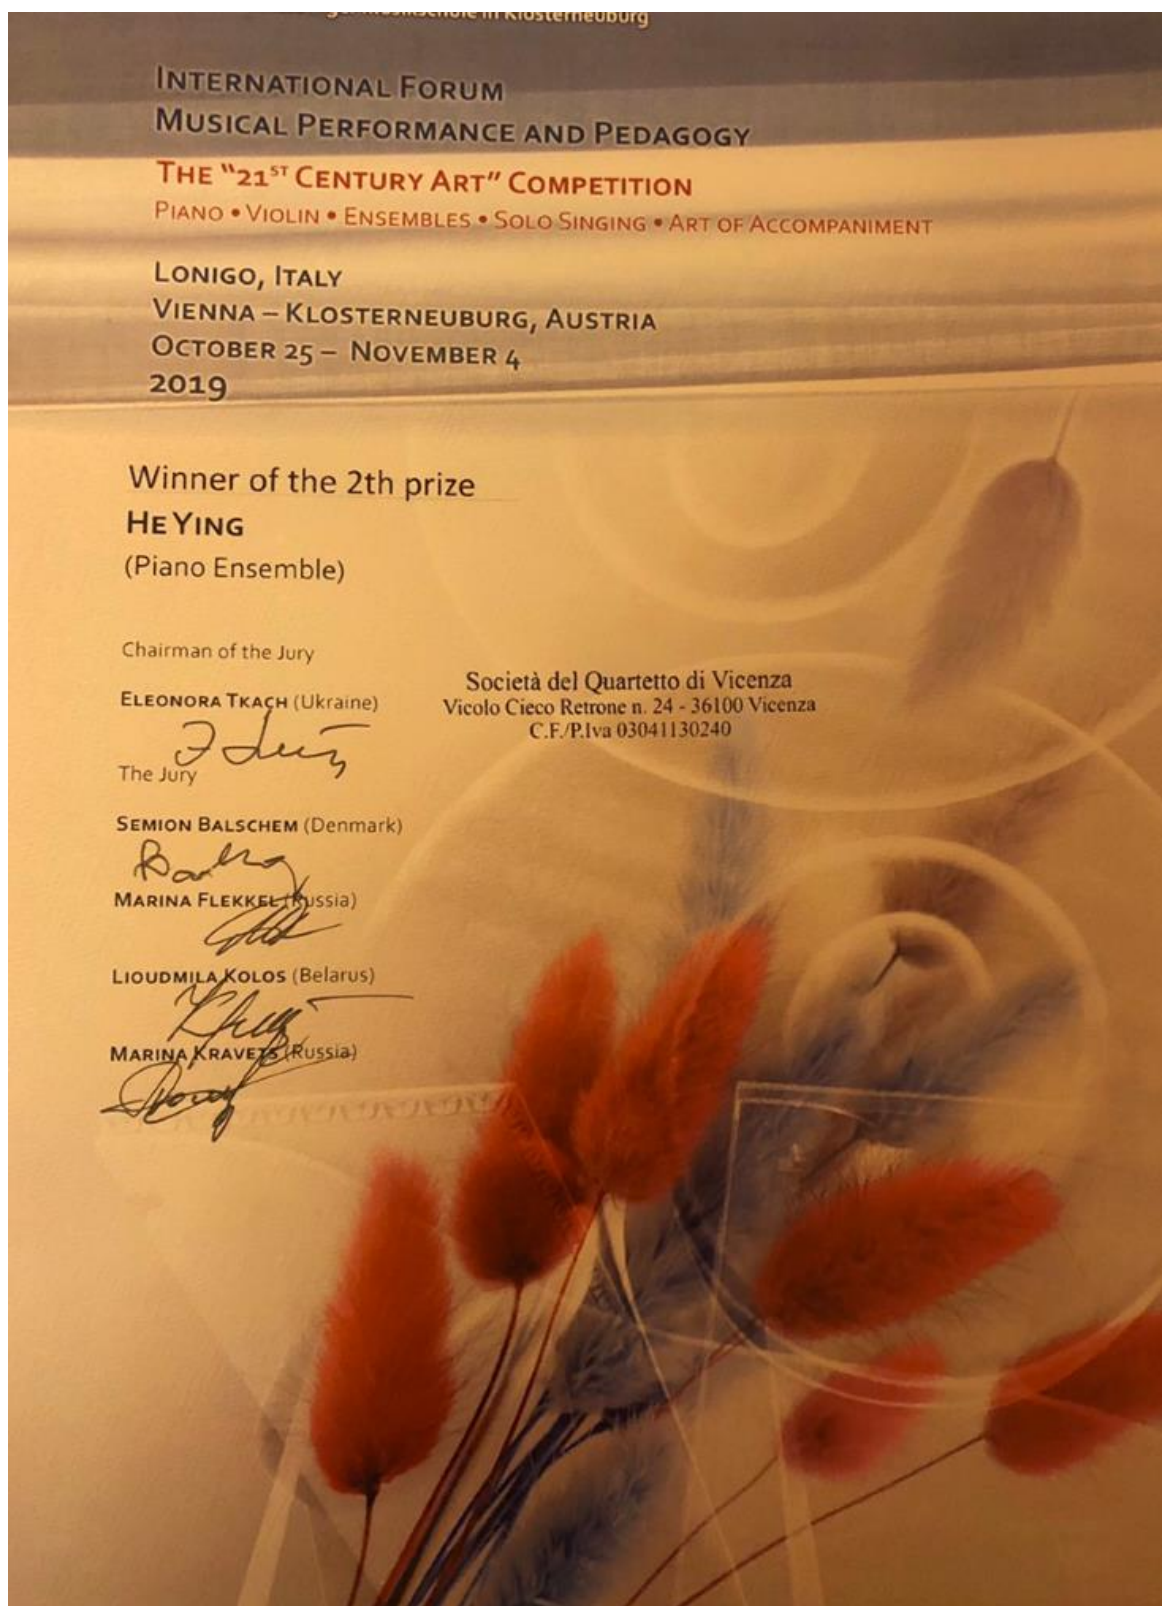 in Klosterneuburg
INTERNATIONAL FORUM
MUSICAL PERFORMANCE AND PEDAGOGY
THE "21ST CENTURY ART" COMPETITION
PIANO • VIOLIN • ENSEMBLES • SOLO SINGING • ART OF ACCOMPANIMENT
LONIGO, ITALY
VIENNA – KLOSTERNEUBURG, AUSTRIA
OCTOBER 25 – NOVEMBER 4
2019
Winner of the 2th prize
HE YING
(Piano Ensemble)
Chairman of the Jury
ELEONORA TKACH (Ukraine)
Società del Quartetto di Vicenza
Vicolo Cieco Retrone n. 24 - 36100 Vicenza
C.F./P.Iva 03041130240
The Jury
SEMION BALSCHEM (Denmark)
MARINA FLEKKEL (Russia)
LIOUDMILA KOLOS (Belarus)
MARINA KRAVETS (Russia)